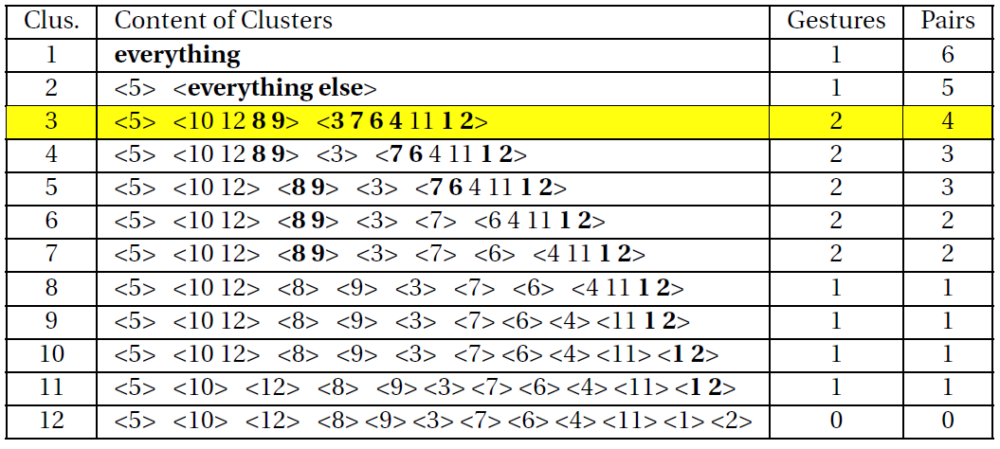 Clus. Content of Clusters Gestures Pairs
1 everything 1 6
2 <5> <everything else> 1 5
3 <5> <10 12 8 9> <3 7 6 4 11 1 2> 2 4
4 <5> <10 12 8 9> <3> <7 6 4 11 1 2> 2 3
5 <5> <10 12> <8 9> <3> <7 6 4 11 1 2> 2 3
6 <5> <10 12> <8 9> <3> <7> <6 4 11 1 2> 2 2
7 <5> <10 12> <8 9> <3> <7> <6> <4 11 1 2> 2 2
8 <5> <10 12> <8> <9> <3> <7> <6> <4 11 1 2> 1 1
9 <5> <10 12> <8> <9> <3> <7> <6> <4> <11 1 2> 1 1
10 <5> <10 12> <8> <9> <3> <7> <6> <4> <11> <1 2> 1 1
11 <5> <10> <12> <8> <9> <3> <7> <6> <4> <11> <1 2> 1 1
12 <5> <10> <12> <8> <9> <3> <7> <6> <4> <11> <1> <2> 0 0